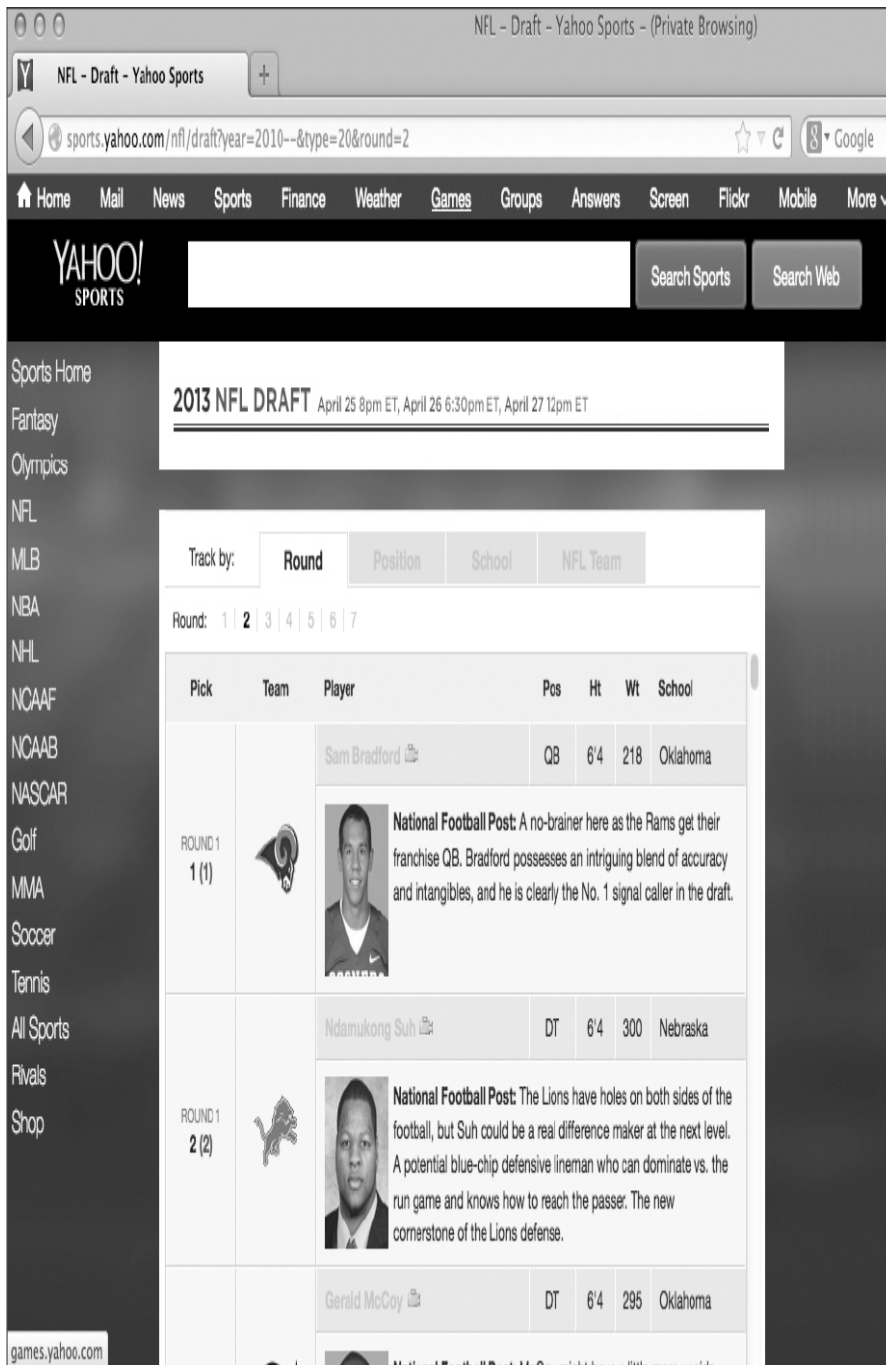 NFL – Draft – Yahoo Sports – (Private Browsing)
NFL – Draft – Yahoo Sports
+
sports.yahoo.com/nfl/draft?year=2010--&type=20&round=2
Google
Home Mail News Sports Finance Weather Games Groups Answers Screen Flickr Mobile More
YAHOO!
SPORTS
Search Sports Search Web
Sports Home
Fantasy
Olympics
NFL
MLB
NBA
NHL
NCAAF
NCAAB
NASCAR
Golf
MMA
Soccer
Tennis
All Sports
Rivals
Shop
2013 NFL DRAFT April 25 8pm ET, April 26 6:30pm ET, April 27 12pm ET
Track by: Round Position School NFL Team
Round: 1 2 3 4 5 6 7
Pick Team Player Pos Ht Wt School
Sam Bradford QB 6'4 218 Oklahoma
ROUND 1
1 (1)
National Football Post: A no-brainer here as the Rams get their
franchise QB. Bradford possesses an intriguing blend of accuracy
and intangibles, and he is clearly the No. 1 signal caller in the draft.
Ndamukong Suh DT 6'4 300 Nebraska
ROUND 1
2 (2)
National Football Post: The Lions have holes on both sides of the
football, but Suh could be a real difference maker at the next level.
A potential blue-chip defensive lineman who can dominate vs. the
run game and knows how to reach the passer. The new
cornerstone of the Lions defense.
Gerald McCoy DT 6'4 295 Oklahoma
games.yahoo.com